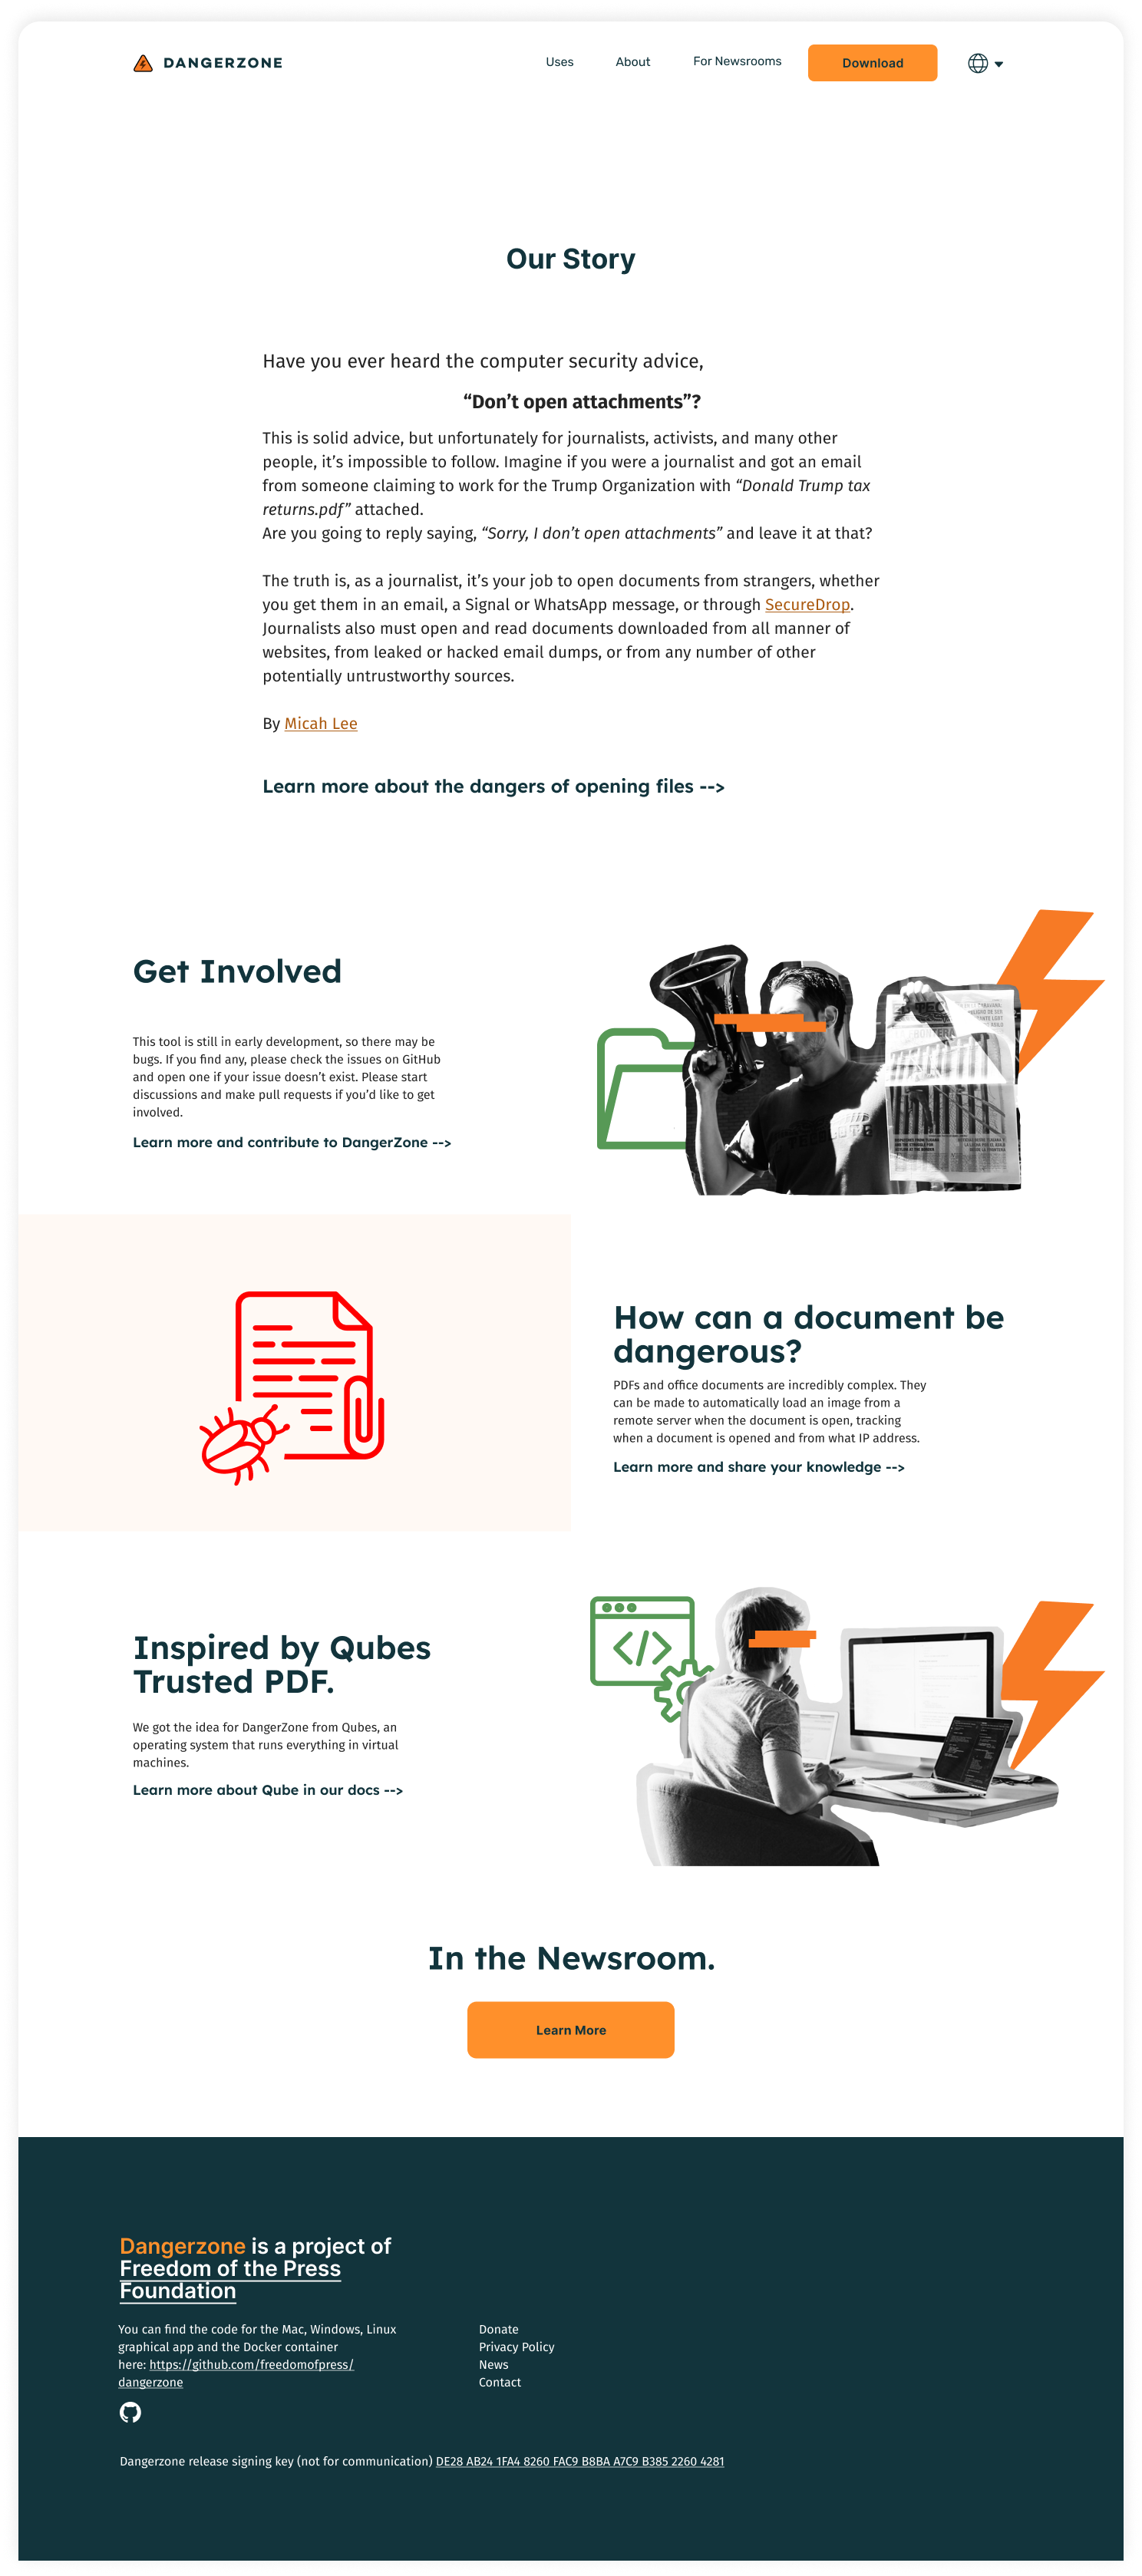 DANGERZONE
Uses
About
For Newsrooms
Download
Our Story
Have you ever heard the computer security advice,
“Don’t open attachments”?
This is solid advice, but unfortunately for journalists, activists, and many other
people, it’s impossible to follow. Imagine if you were a journalist and got an email
from someone claiming to work for the Trump Organization with “Donald Trump tax
returns.pdf” attached.
Are you going to reply saying, “Sorry, I don’t open attachments” and leave it at that?
The truth is, as a journalist, it’s your job to open documents from strangers, whether
you get them in an email, a Signal or WhatsApp message, or through SecureDrop.
Journalists also must open and read documents downloaded from all manner of
websites, from leaked or hacked email dumps, or from any number of other
potentially untrustworthy sources.
By Micah Lee
Learn more about the dangers of opening files -->
Get Involved
This tool is still in early development, so there may be
bugs. If you find any, please check the issues on GitHub
and open one if your issue doesn’t exist. Please start
discussions and make pull requests if you’d like to get
involved.
Learn more and contribute to DangerZone -->
How can a document be
dangerous?
PDFs and office documents are incredibly complex. They
can be made to automatically load an image from a
remote server when the document is open, tracking
when a document is opened and from what IP address.
Learn more and share your knowledge -->
Inspired by Qubes
Trusted PDF.
We got the idea for DangerZone from Qubes, an
operating system that runs everything in virtual
machines.
Learn more about Qube in our docs -->
</>
In the Newsroom.
Learn More
Dangerzone is a project of
Freedom of the Press
Foundation
You can find the code for the Mac, Windows, Linux
graphical app and the Docker container
here: https://github.com/freedomofpress/
dangerzone
Donate
Privacy Policy
News
Contact
Dangerzone release signing key (not for communication) DE28 AB24 1FA4 8260 FAC9 B8BA A7C9 B385 2260 4281